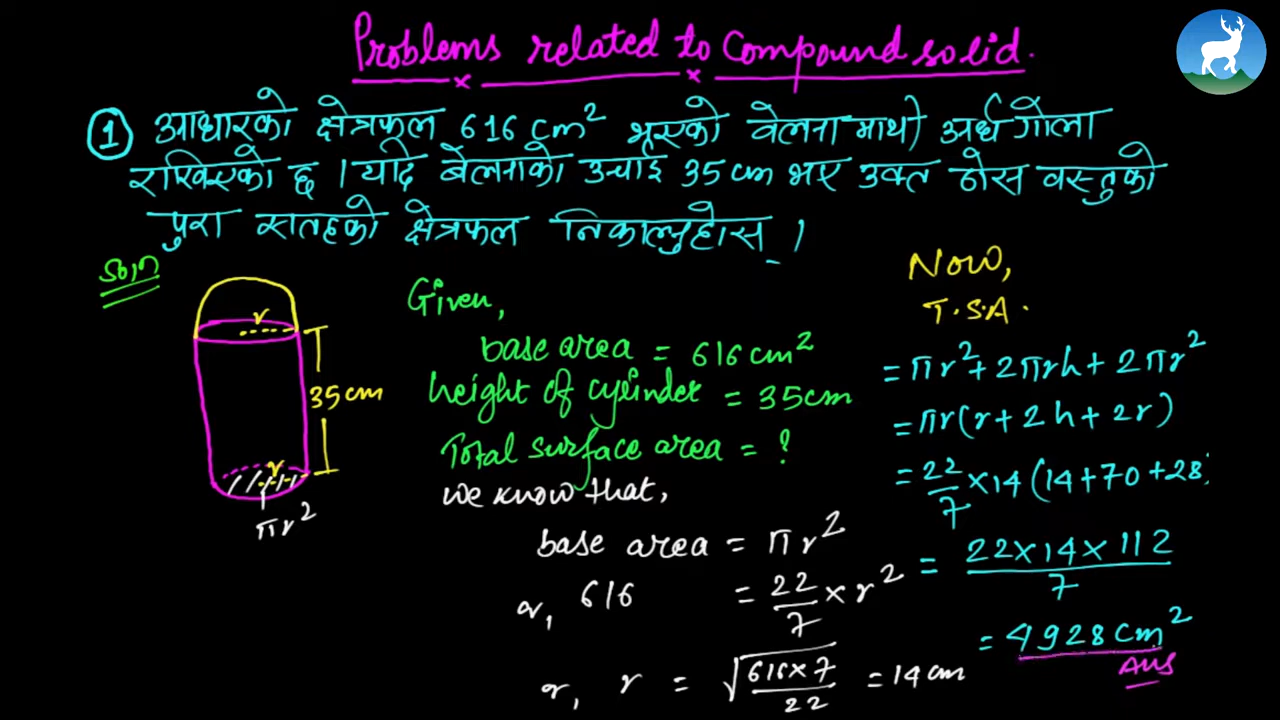 Problems related to Compound solid.
① आधारको क्षेत्रफल 616 cm² भएको बेलना माथी अर्ध गोला
राखिएको छ । यदि बेलनाको उचाइ 35 cm भए उक्त ठोस वस्तुको
पुरा सतहको क्षेत्रफल निकाल्नुहोस् ।
Soln
r
35 cm
r
πr²
Given,
base area = 616 cm²
height of cylinder = 35 cm
Total surface area = ?
we know that,
base area = πr²
or, 616 = 22/7 × r²
or, r = √(616×7/22) = 14 cm
Now,
T.S.A.
= πr² + 2πrh + 2πr²
= πr(r + 2h + 2r)
= 22/7 × 14 (14 + 70 + 28)
= 22×14×112/7
= 4928 cm²
Ans